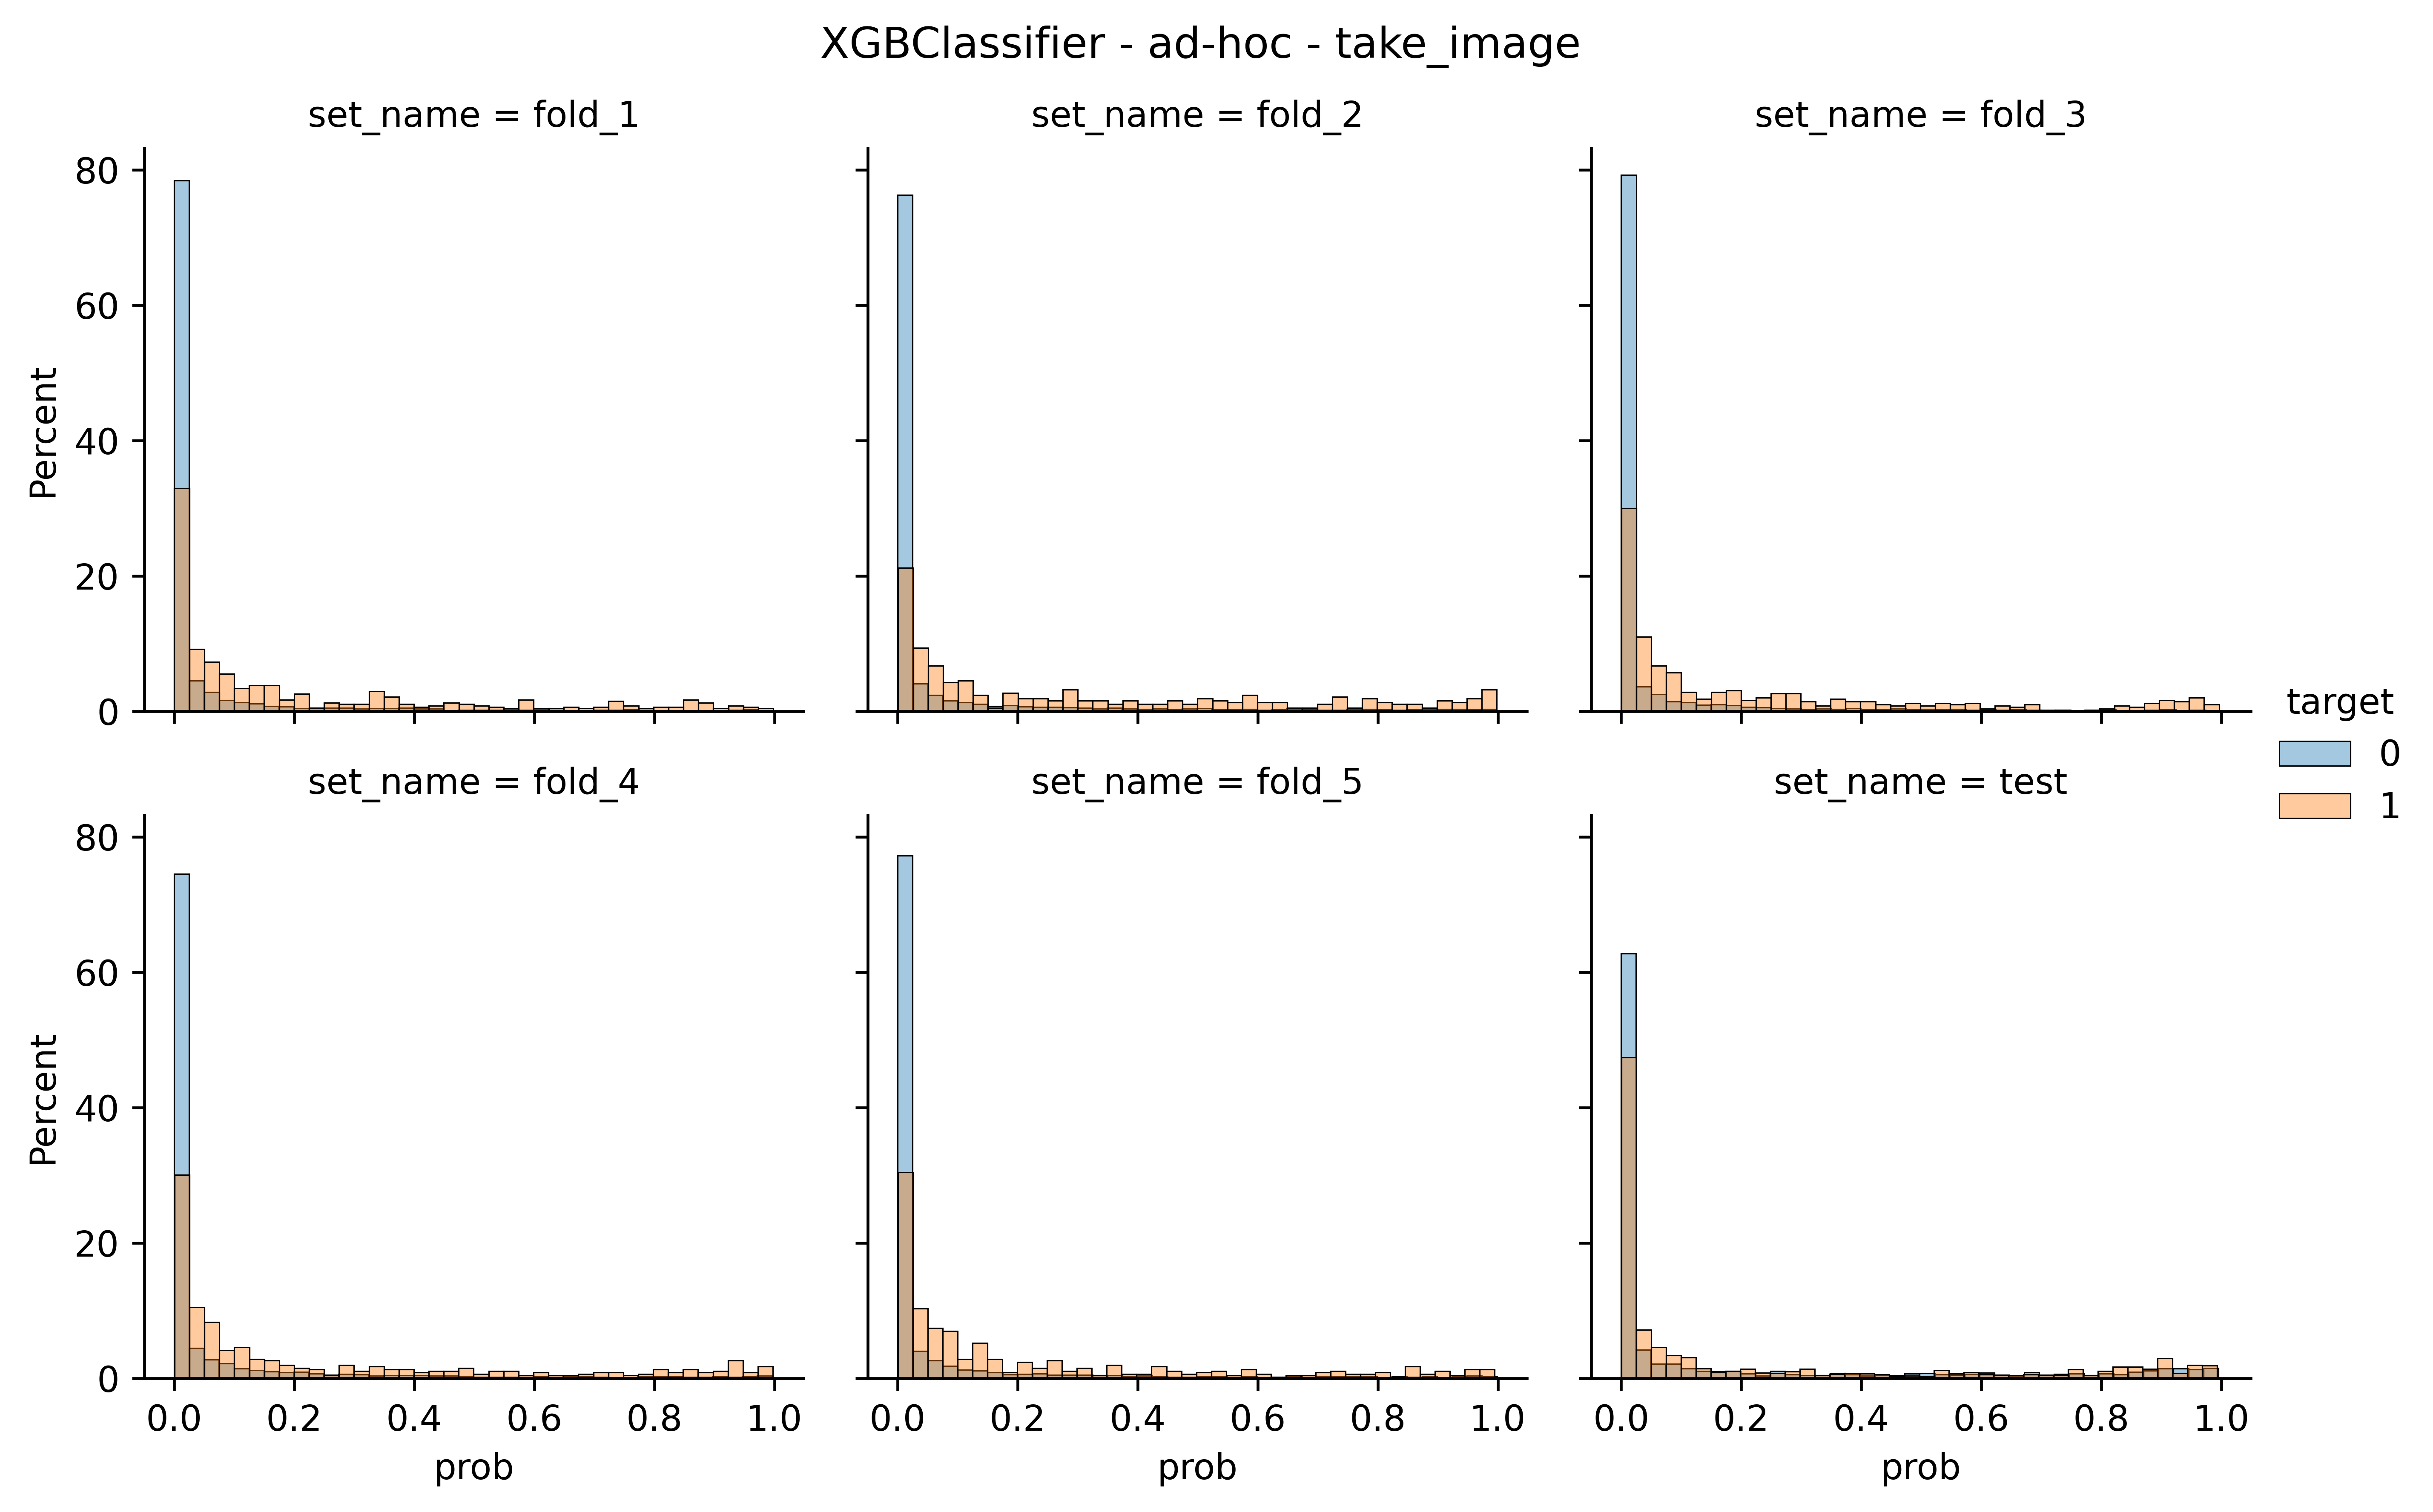 XGBClassifier - ad-hoc - take_image
set_name = fold_1
set_name = fold_2
set_name = fold_3
80
60
40
20
0
Percent
target
0
1
set_name = fold_4
set_name = fold_5
set_name = test
80
60
40
20
0
Percent
0.0 0.2 0.4 0.6 0.8 1.0
0.0 0.2 0.4 0.6 0.8 1.0
0.0 0.2 0.4 0.6 0.8 1.0
prob
prob
prob